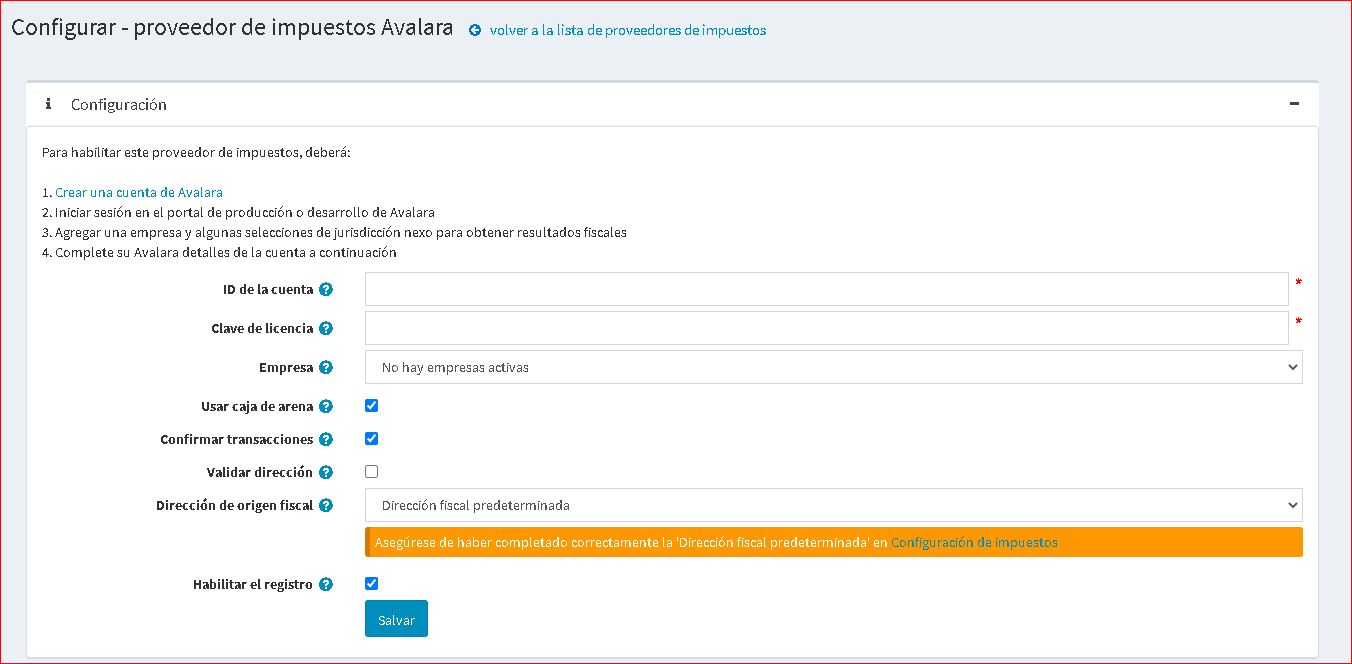 Configurar - proveedor de impuestos Avalara volver a la lista de proveedores de impuestos
Configuración
Para habilitar este proveedor de impuestos, deberá:
1. Crear una cuenta de Avalara
2. Iniciar sesión en el portal de producción o desarrollo de Avalara
3. Agregar una empresa y algunas selecciones de jurisdicción nexo para obtener resultados fiscales
4. Complete su Avalara detalles de la cuenta a continuación
ID de la cuenta *
Clave de licencia *
Empresa No hay empresas activas
Usar caja de arena
Confirmar transacciones
Validar dirección
Dirección de origen fiscal Dirección fiscal predeterminada
Asegúrese de haber completado correctamente la 'Dirección fiscal predeterminada' en Configuración de impuestos
Habilitar el registro
Salvar